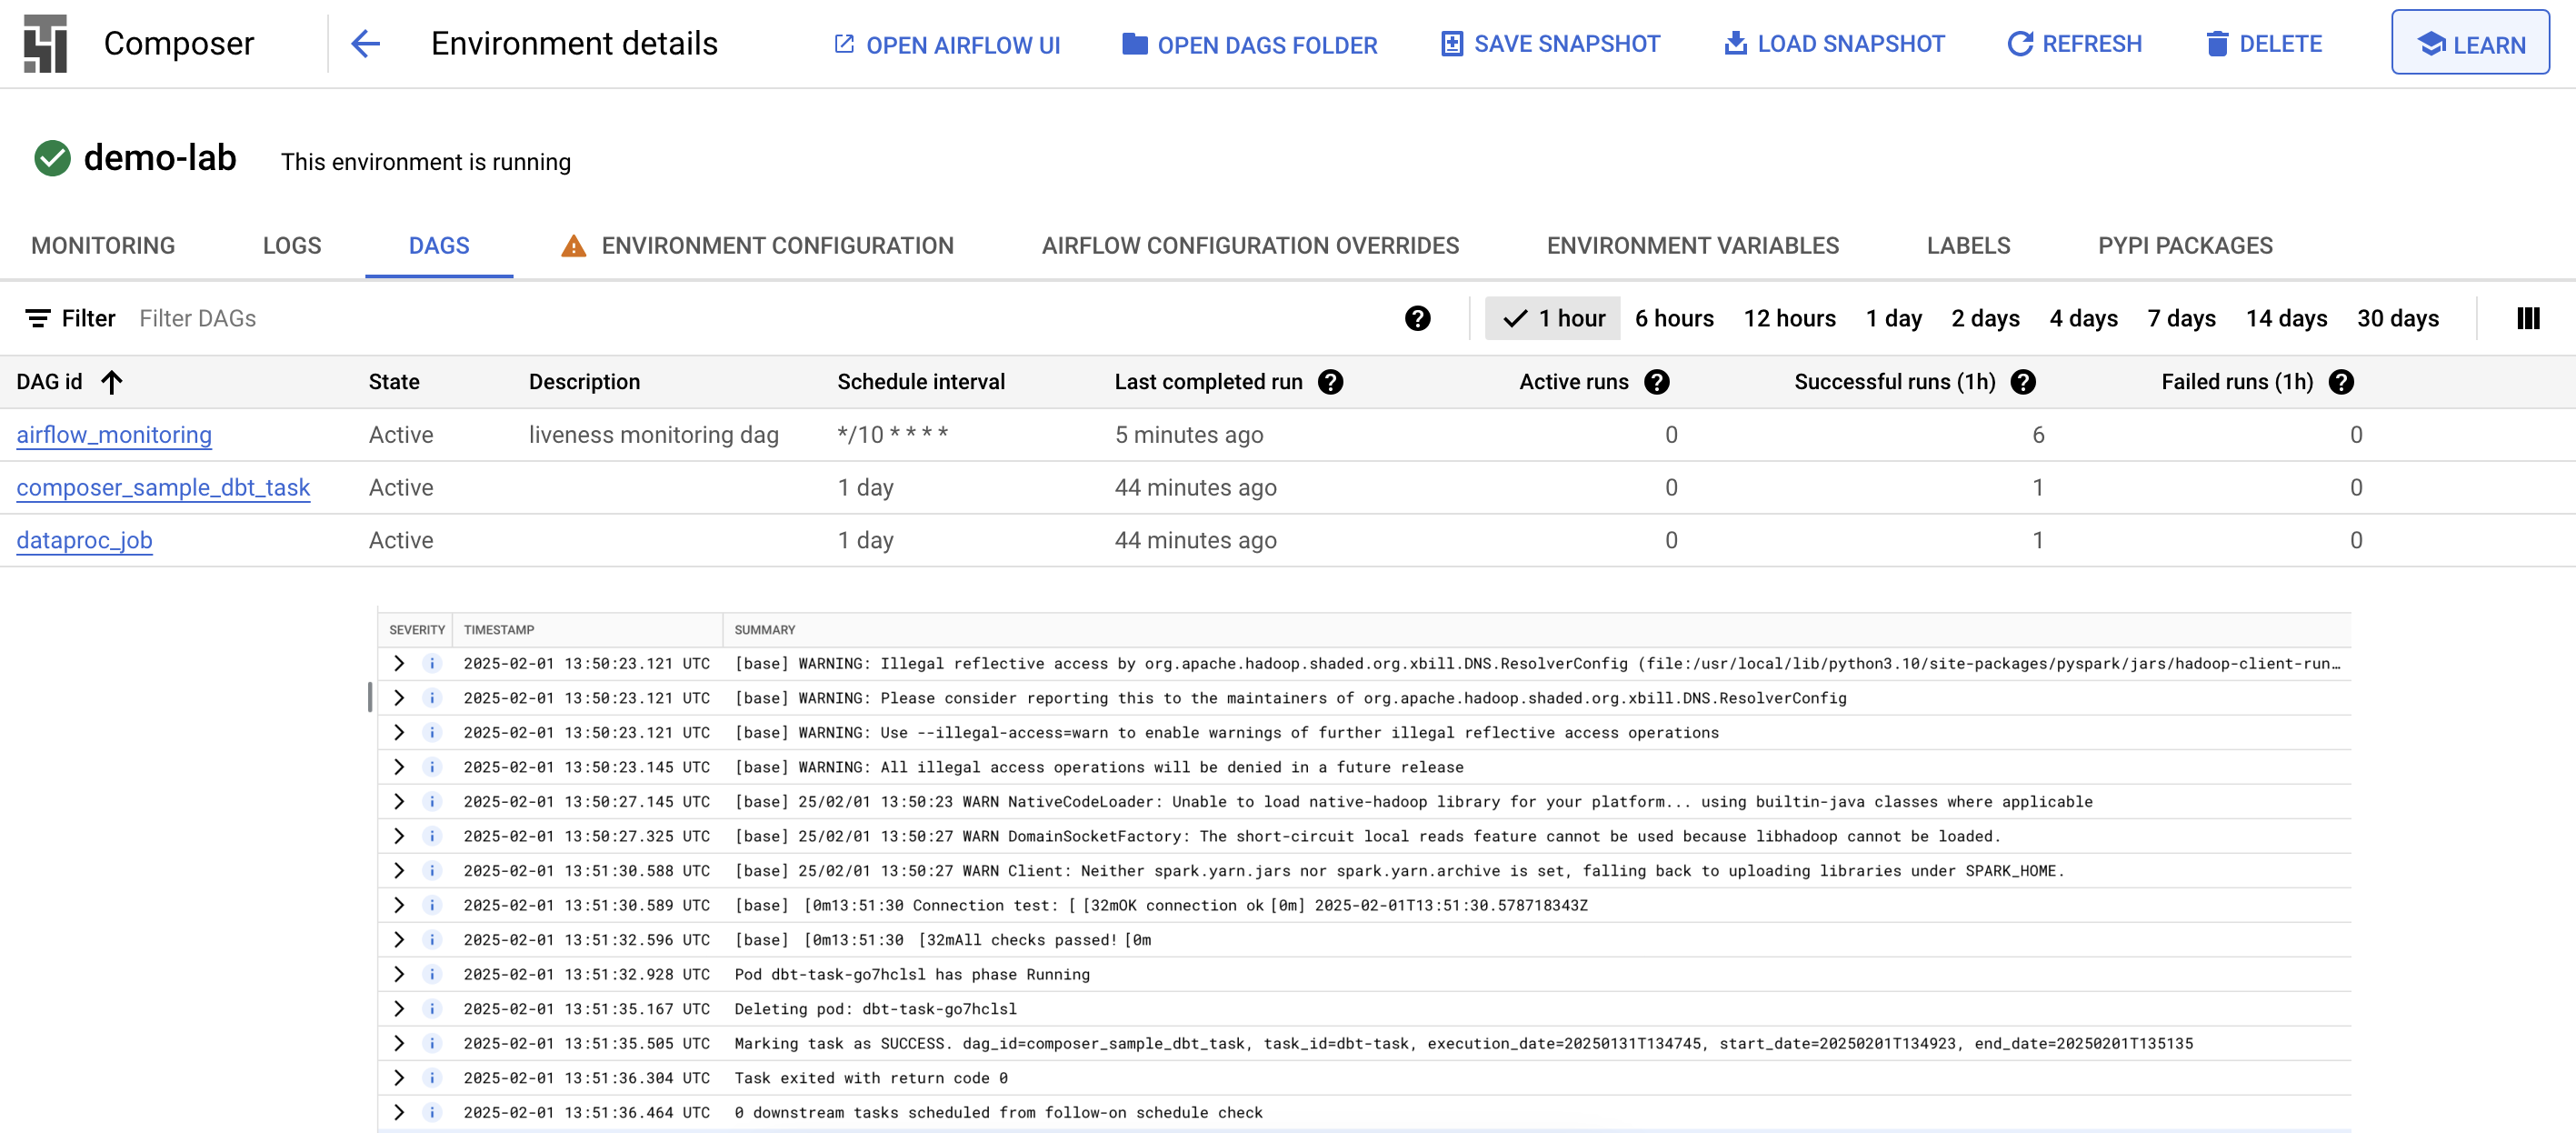 Composer Environment details OPEN AIRFLOW UI OPEN DAGS FOLDER SAVE SNAPSHOT LOAD SNAPSHOT REFRESH DELETE LEARN
demo-lab This environment is running
MONITORING LOGS DAGS ENVIRONMENT CONFIGURATION AIRFLOW CONFIGURATION OVERRIDES ENVIRONMENT VARIABLES LABELS PYPI PACKAGES
Filter Filter DAGs 1 hour 6 hours 12 hours 1 day 2 days 4 days 7 days 14 days 30 days
DAG id State Description Schedule interval Last completed run Active runs Successful runs (1h) Failed runs (1h)
airflow_monitoring Active liveness monitoring dag */10 * * * * 5 minutes ago 0 6 0
composer_sample_dbt_task Active 1 day 44 minutes ago 0 1 0
dataproc_job Active 1 day 44 minutes ago 0 1 0
SEVERITY TIMESTAMP SUMMARY
2025-02-01 13:50:23.121 UTC [base] WARNING: Illegal reflective access by org.apache.hadoop.shaded.org.xbill.DNS.ResolverConfig (file:/usr/local/lib/python3.10/site-packages/pyspark/jars/hadoop-client-run…
2025-02-01 13:50:23.121 UTC [base] WARNING: Please consider reporting this to the maintainers of org.apache.hadoop.shaded.org.xbill.DNS.ResolverConfig
2025-02-01 13:50:23.121 UTC [base] WARNING: Use --illegal-access=warn to enable warnings of further illegal reflective access operations
2025-02-01 13:50:23.145 UTC [base] WARNING: All illegal access operations will be denied in a future release
2025-02-01 13:50:27.145 UTC [base] 25/02/01 13:50:23 WARN NativeCodeLoader: Unable to load native-hadoop library for your platform... using builtin-java classes where applicable
2025-02-01 13:50:27.325 UTC [base] 25/02/01 13:50:27 WARN DomainSocketFactory: The short-circuit local reads feature cannot be used because libhadoop cannot be loaded.
2025-02-01 13:51:30.588 UTC [base] 25/02/01 13:50:27 WARN Client: Neither spark.yarn.jars nor spark.yarn.archive is set, falling back to uploading libraries under SPARK_HOME.
2025-02-01 13:51:30.589 UTC [base] [0m13:51:30 Connection test: [ [32mOK connection ok [0m] 2025-02-01T13:51:30.578718343Z
2025-02-01 13:51:32.596 UTC [base] [0m13:51:30 [32mAll checks passed! [0m
2025-02-01 13:51:32.928 UTC Pod dbt-task-go7hclsl has phase Running
2025-02-01 13:51:35.167 UTC Deleting pod: dbt-task-go7hclsl
2025-02-01 13:51:35.505 UTC Marking task as SUCCESS. dag_id=composer_sample_dbt_task, task_id=dbt-task, execution_date=20250131T134745, start_date=20250201T134923, end_date=20250201T135135
2025-02-01 13:51:36.304 UTC Task exited with return code 0
2025-02-01 13:51:36.464 UTC 0 downstream tasks scheduled from follow-on schedule check